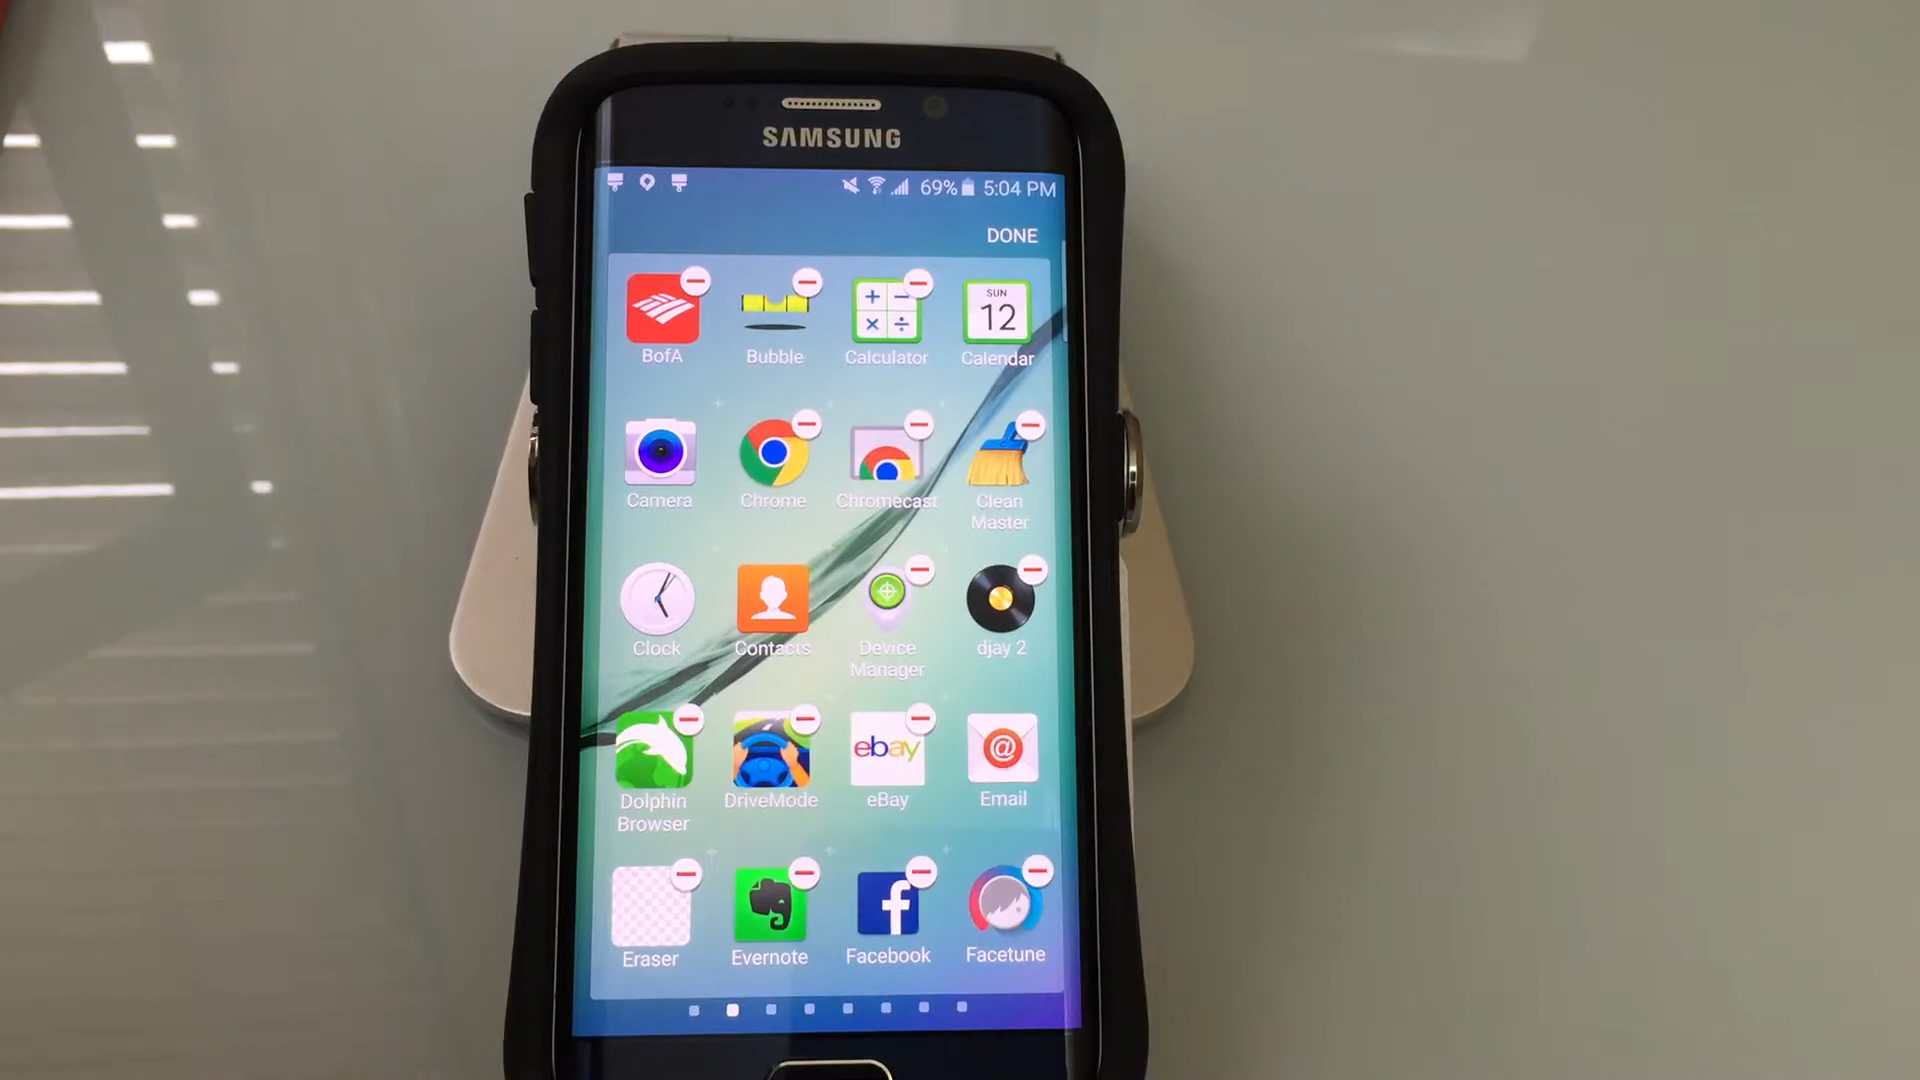 SAMSUNG
69% 5:04 PM
DONE
SUN
12
BofA Bubble Calculator Calendar
Camera Chrome Chromecast Clean
Master
Clock Contacts Device djay 2
Manager
ebay
@
Dolphin DriveMode eBay Email
Browser
f
Eraser Evernote Facebook Facetune